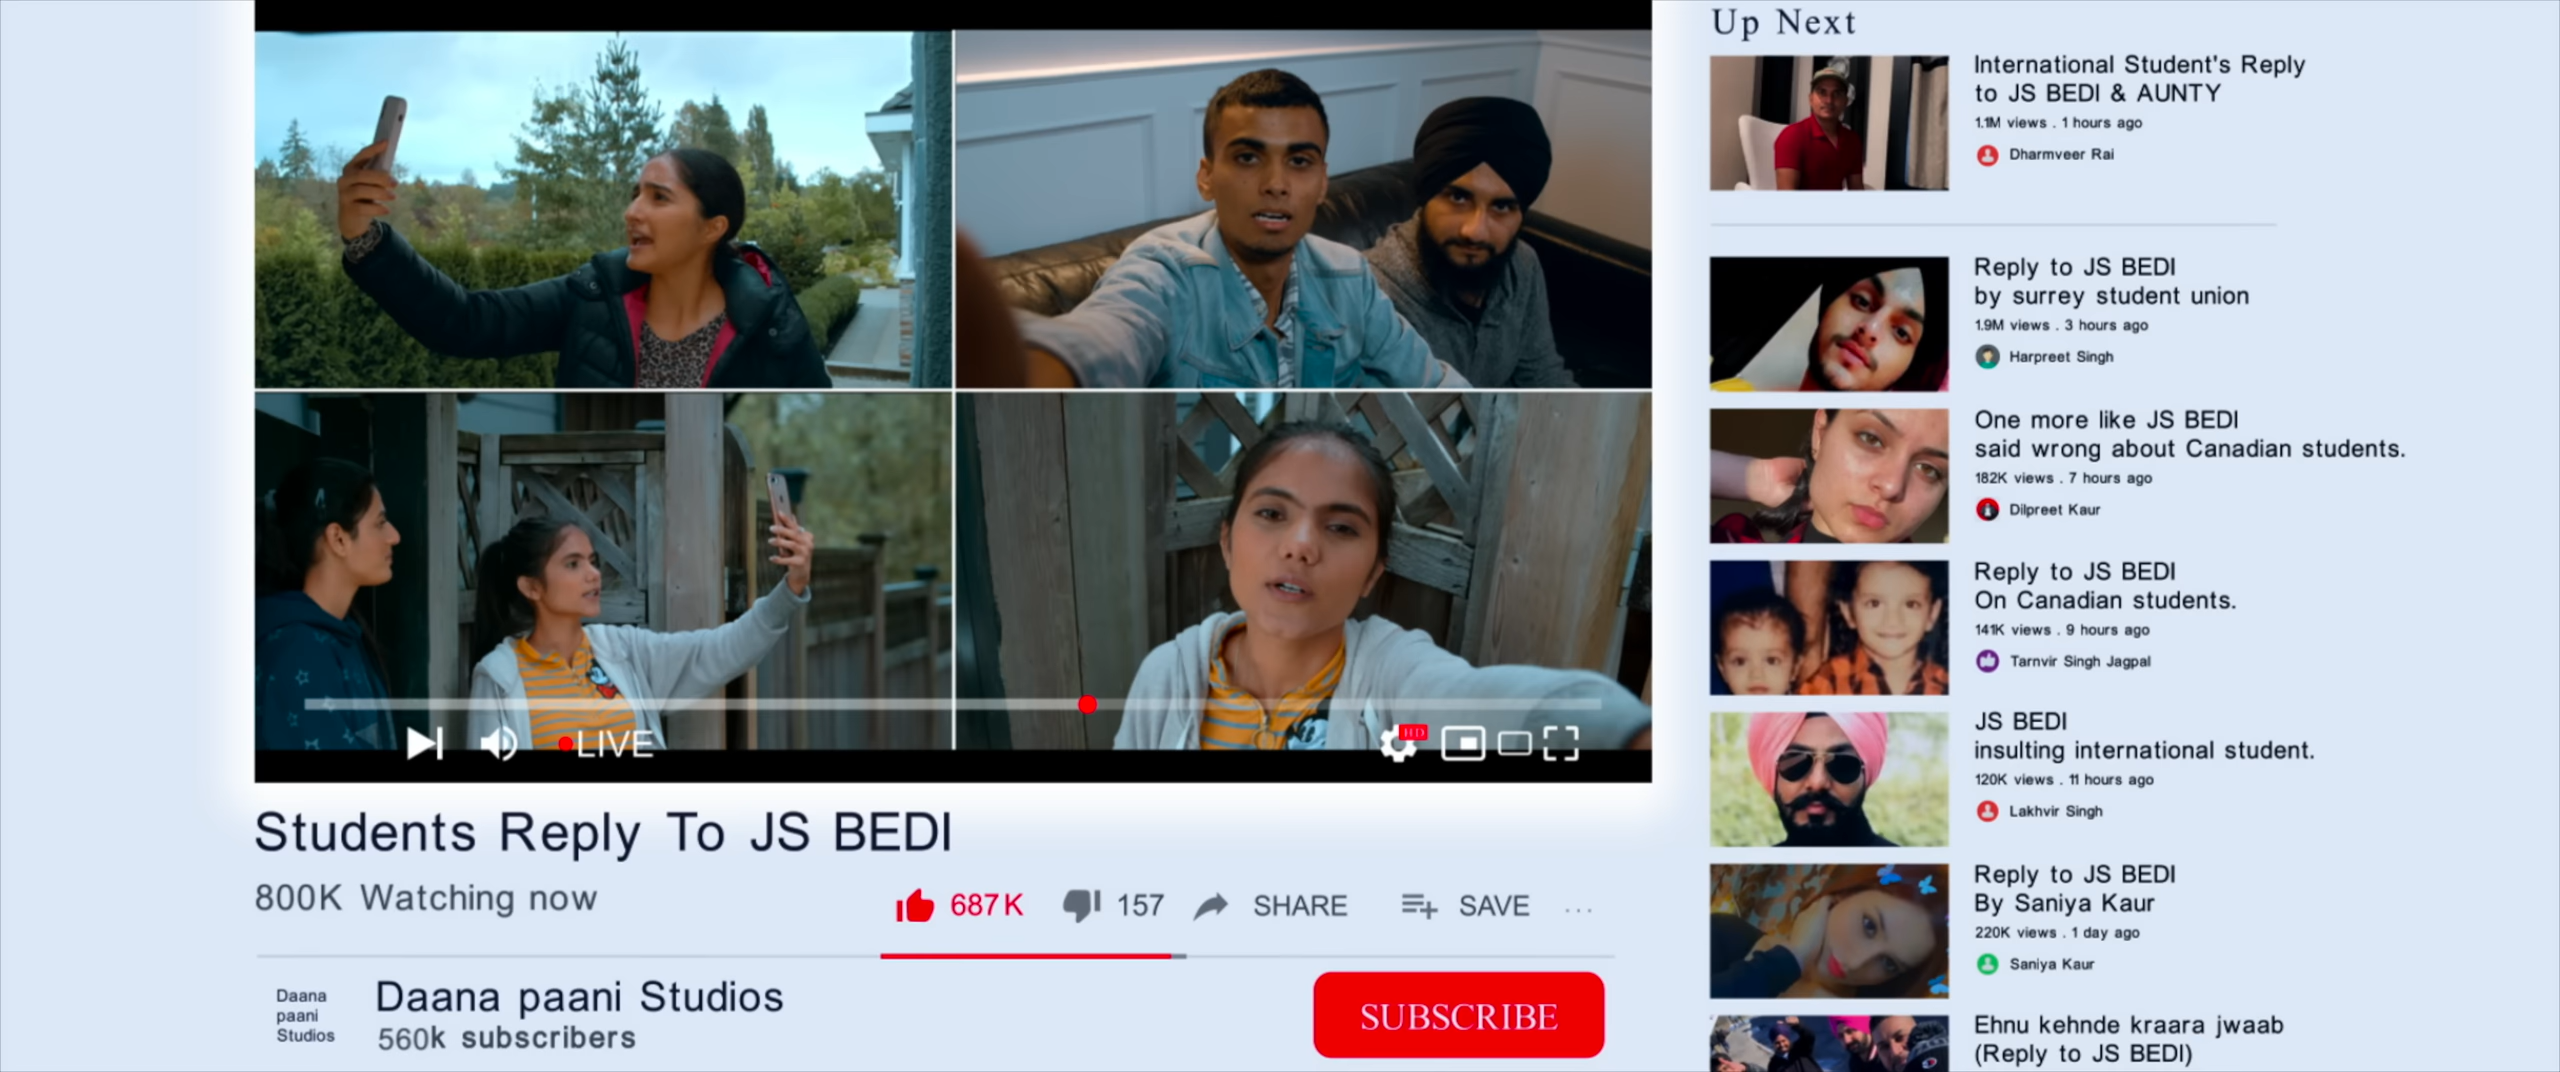 HD
LIVE
Students Reply To JS BEDI
800K Watching now
687K
157
SHARE
SAVE
...
Daana
paani
Studios
Daana paani Studios
560k subscribers
SUBSCRIBE
Up Next
International Student's Reply
to JS BEDI & AUNTY
1.1M views . 1 hours ago
Dharmveer Rai
Reply to JS BEDI
by surrey student union
1.9M views . 3 hours ago
Harpreet Singh
One more like JS BEDI
said wrong about Canadian students.
182K views . 7 hours ago
Dilpreet Kaur
Reply to JS BEDI
On Canadian students.
141K views . 9 hours ago
Tarnvir Singh Jagpal
JS BEDI
insulting international student.
120K views . 11 hours ago
Lakhvir Singh
Reply to JS BEDI
By Saniya Kaur
220K views . 1 day ago
Saniya Kaur
Ehnu kehnde kraara jwaab
(Reply to JS BEDI)